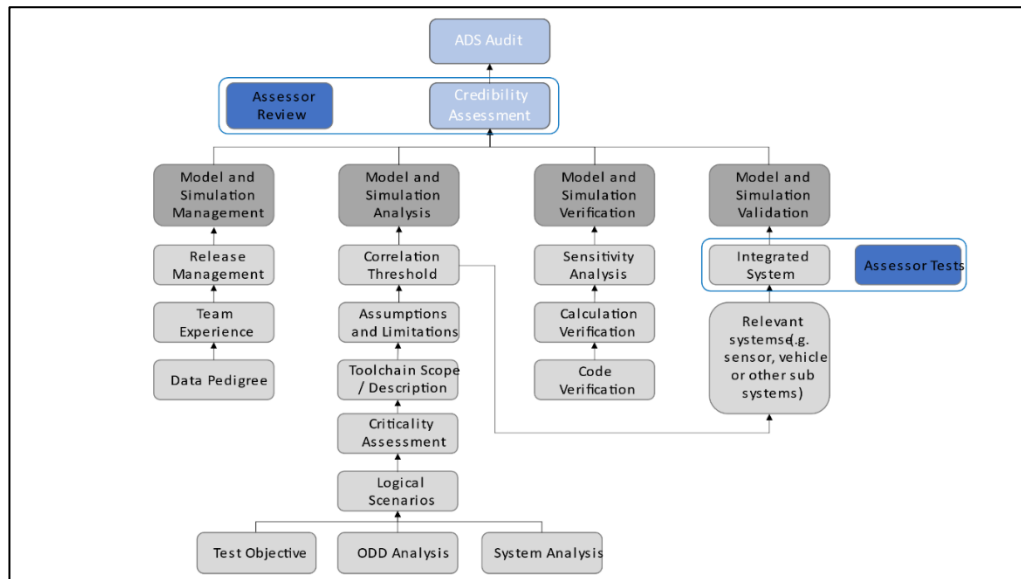 ADS Audit
Assessor
Review
Credibility
Assessment
Model and
Simulation
Management
Model and
Simulation
Analysis
Model and
Simulation
Verification
Model and
Simulation
Validation
Release
Management
Correlation
Threshold
Sensitivity
Analysis
Integrated
System
Assessor Tests
Team
Experience
Assumptions
and Limitations
Calculation
Verification
Relevant
systemse(.g.
sensor, vehicle
or other sub
systems)
Data Pedigree
Toolchain Scope
/ Description
Code
Verification
Criticality
Assessment
Logical
Scenarios
Test Objective
ODD Analysis
System Analysis